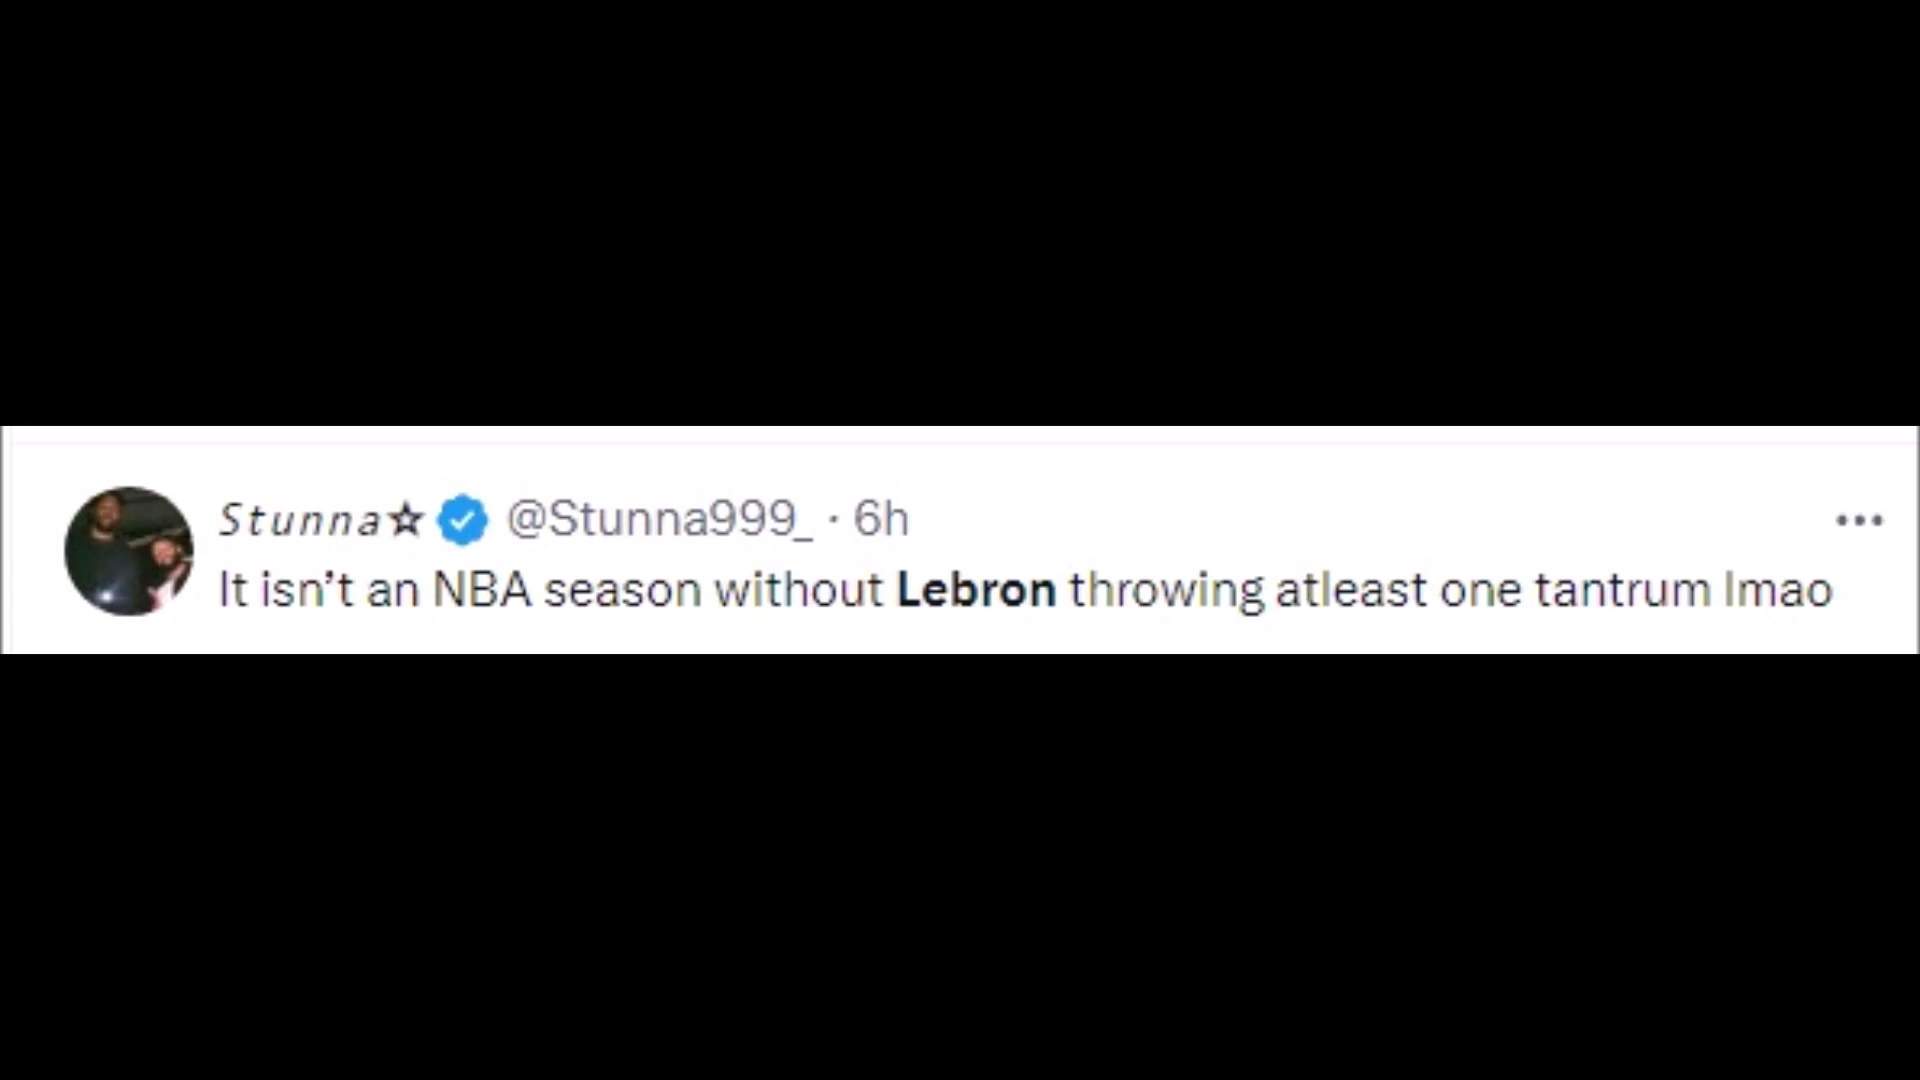 Stunna☆ @Stunna999_ · 6h
It isn’t an NBA season without Lebron throwing atleast one tantrum lmao